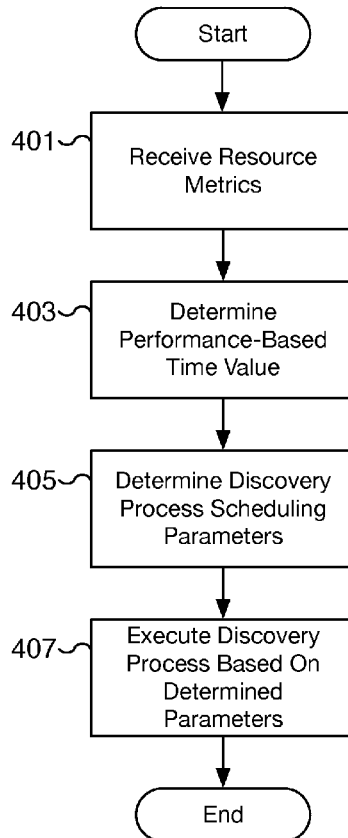 Start
401
Receive Resource
Metrics
403
Determine
Performance-Based
Time Value
405
Determine Discovery
Process Scheduling
Parameters
407
Execute Discovery
Process Based On
Determined
Parameters
End